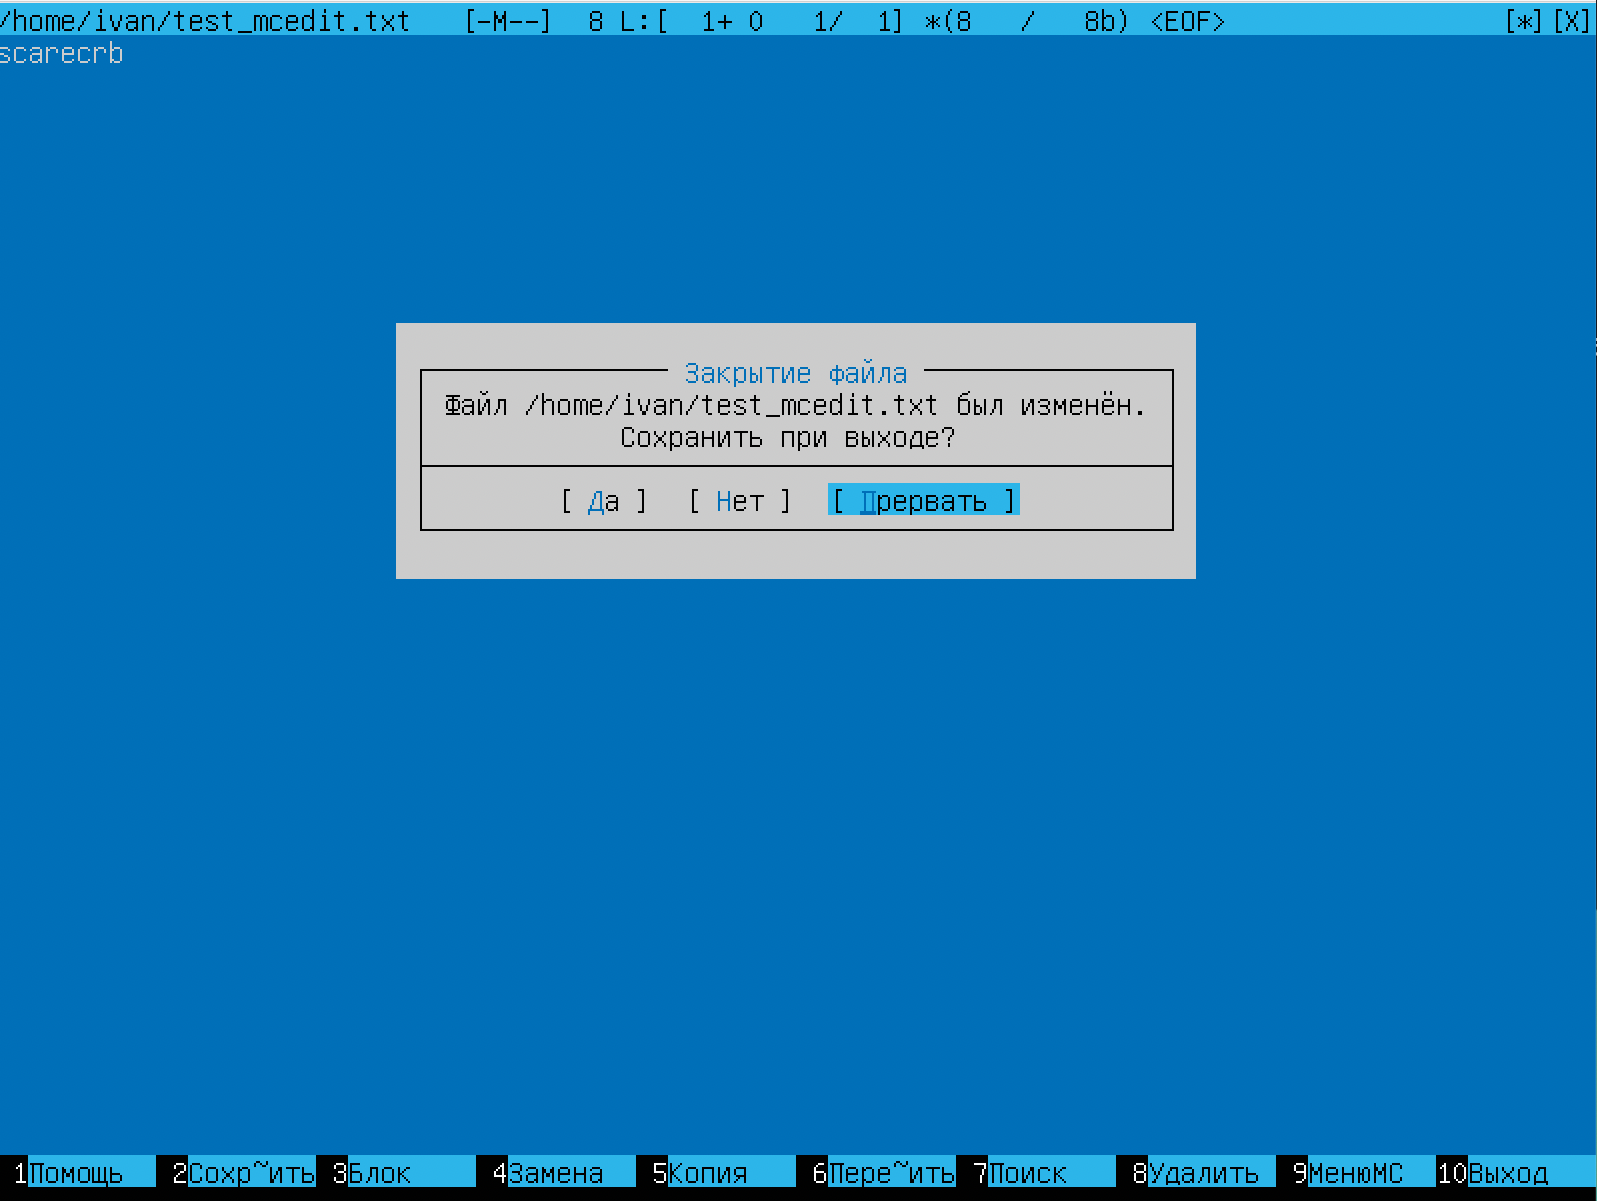 /home/ivan/test_mcedit.txt [-M--] 8 L:[ 1+ 0 1/ 1] *(8 / 8b) <EOF> [*][X]
scarecrb
Закрытие файла
Файл /home/ivan/test_mcedit.txt был изменён.
Сохранить при выходе?
[ Да ] [ Нет ] [ Прервать ]
1Помощь 2Сохр~ить 3Блок 4Замена 5Копия 6Пере~ить 7Поиск 8Удалить 9МенюМС 10Выход